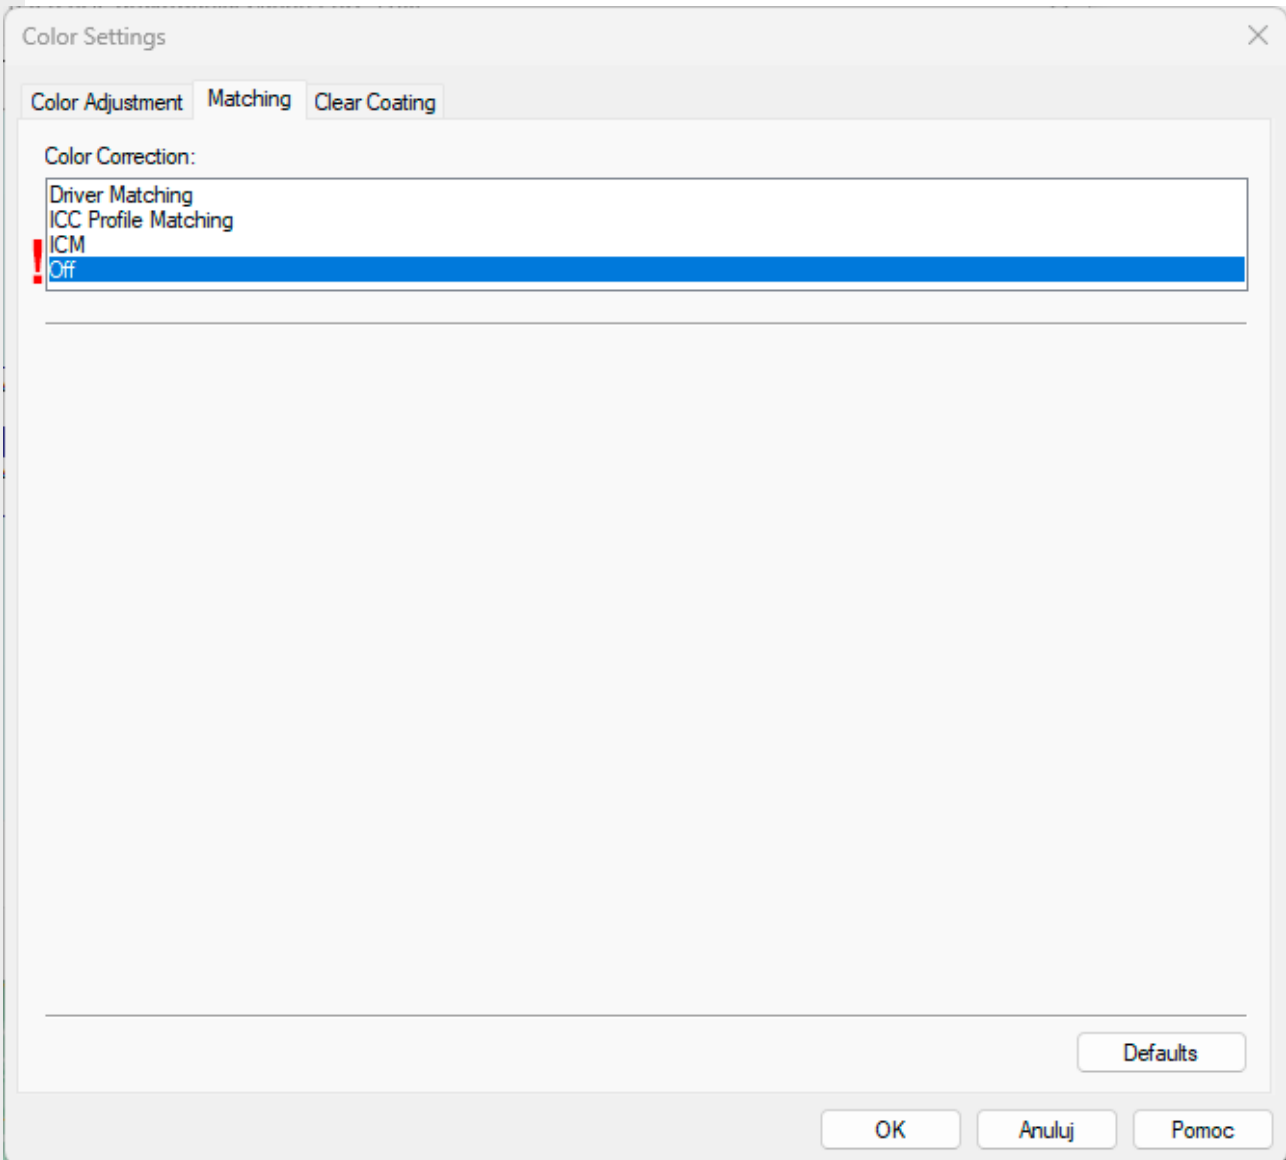 Color Settings
Color Adjustment Matching Clear Coating
Color Correction:
Driver Matching
ICC Profile Matching
ICM
! Off
Defaults
OK Anuluj Pomoc